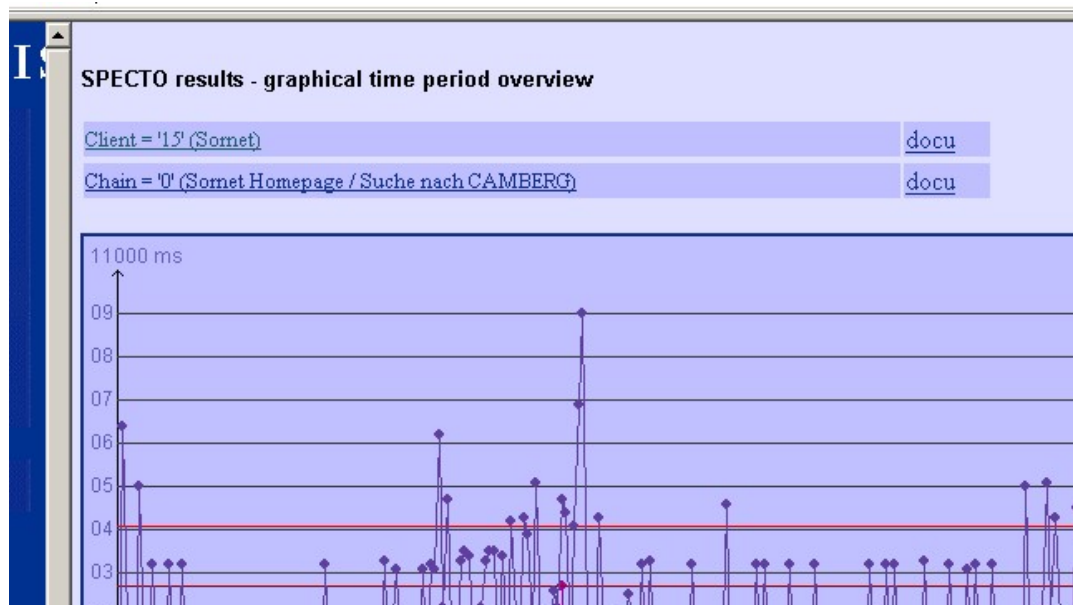 IS
SPECTO results - graphical time period overview
Client = '15' (Sornet)
docu
Chain = '0' (Sornet Homepage / Suche nach CAMBERG)
docu
11000 ms
09
08
07
06
05
04
03